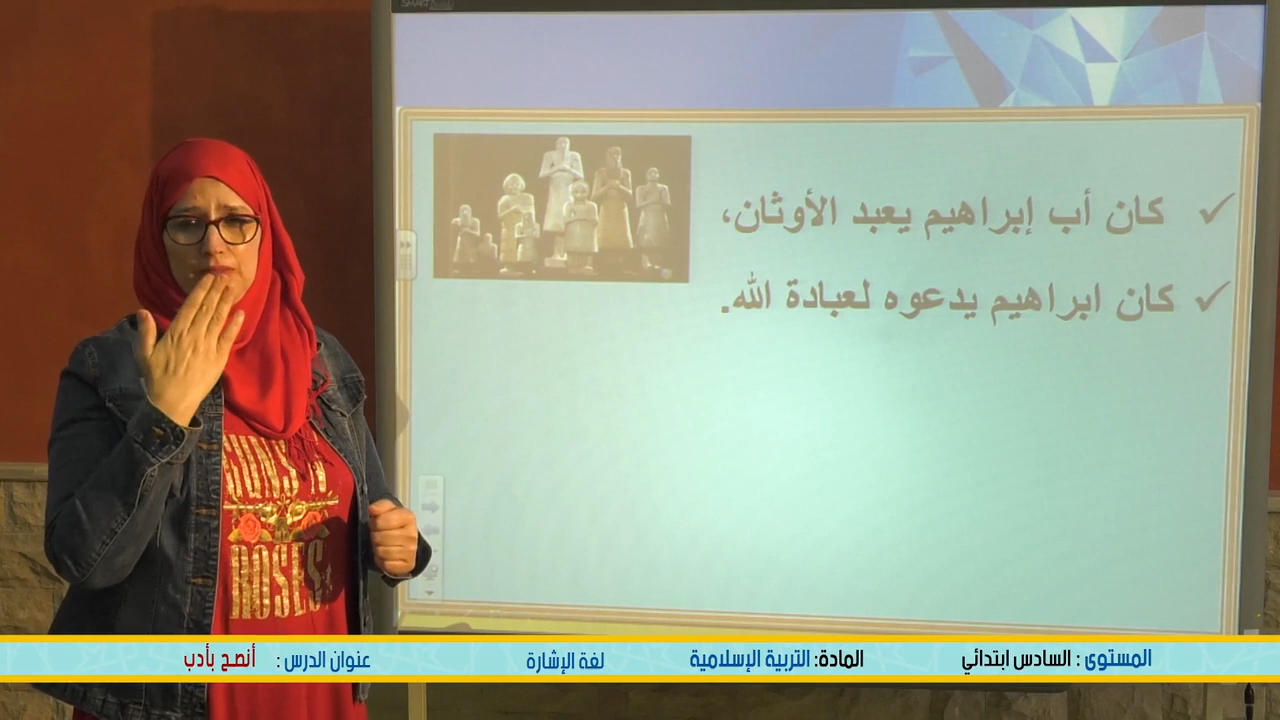 SMART
✓ كان أب إبراهيم يعبد الأوثان،
✓ كان ابراهيم يدعوه لعبادة الله.
GUNS N'
ROSES
المستوى : السادس ابتدائي المادة: التربية الإسلامية لغة الإشارة عنوان الدرس : أنصح بأدب